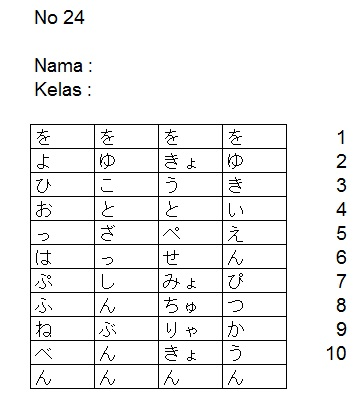 No 24
Nama :
Kelas :
を を を を 1
よ ゆ きょ ゆ 2
ひ こ う き 3
お と と い 4
っ ざ ぺ え 5
は っ せ ん 6
ぷ し みょ ぴ 7
ふ ん ちゅ つ 8
ね ぶ りゃ か 9
べ ん きょ う 10
ん ん ん ん